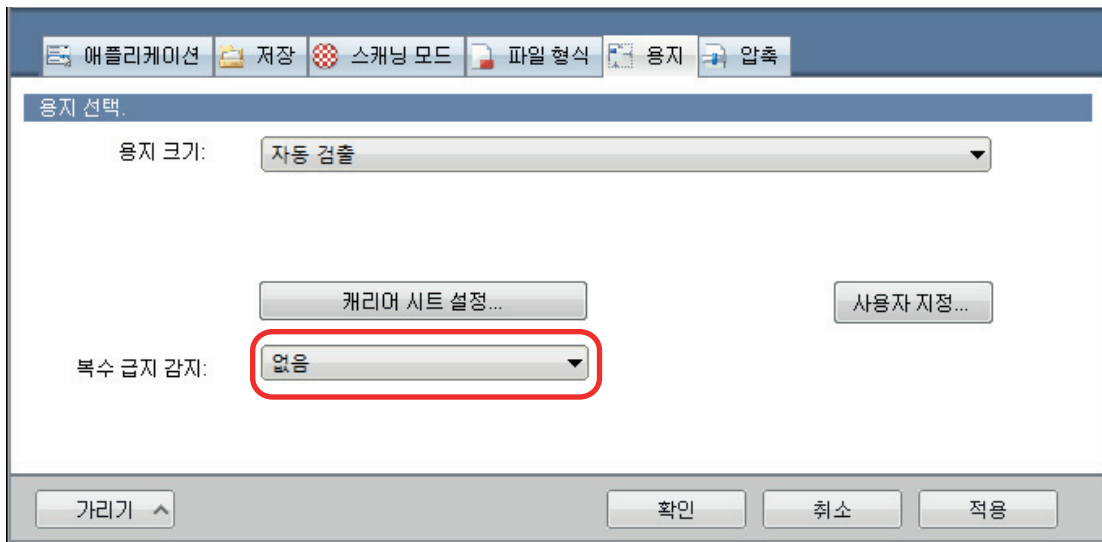 애플리케이션 저장 스캐닝 모드 파일 형식 용지 압축
용지 선택.
용지 크기: 자동 검출
캐리어 시트 설정... 사용자 지정...
복수 급지 감지: 없음
가리기 확인 취소 적용